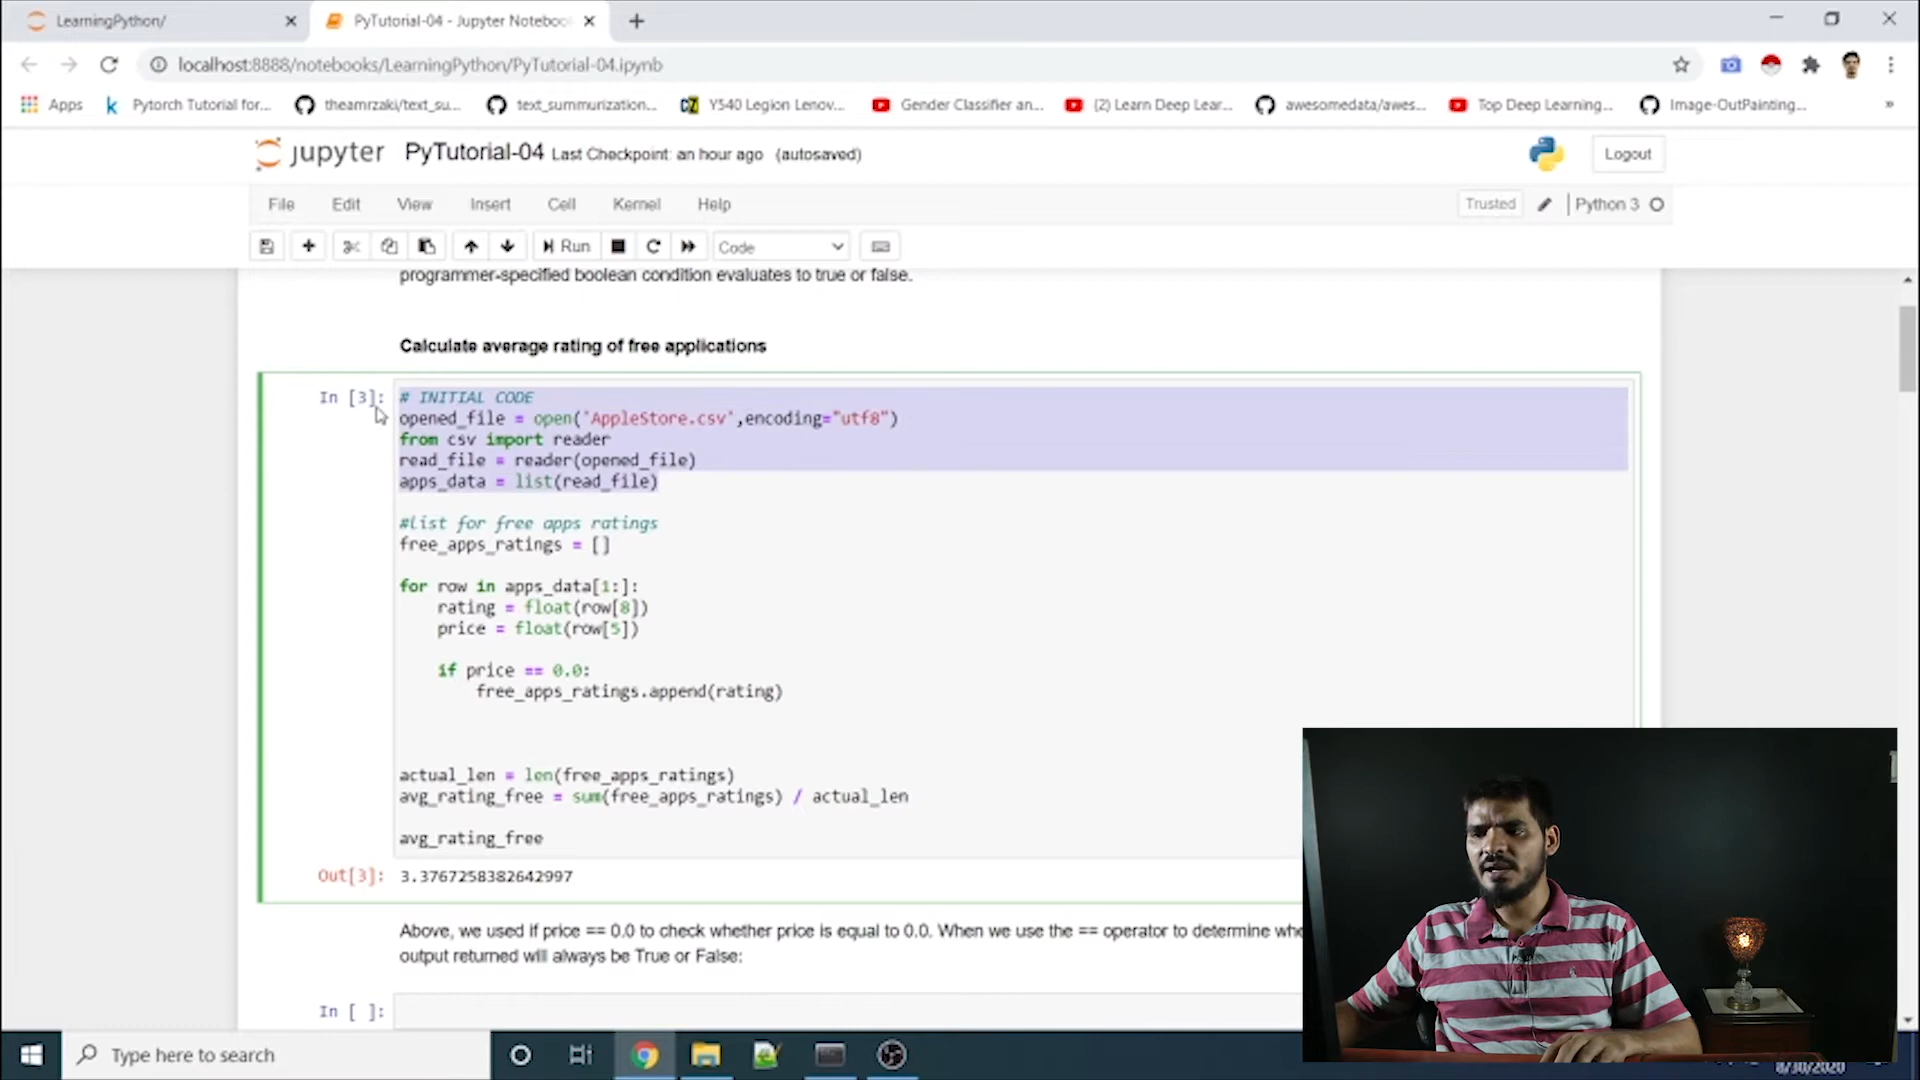 LearningPython/
PyTutorial-04 - Jupyter Noteboo
localhost:8888/notebooks/LearningPython/PyTutorial-04.ipynb
Apps
Pytorch Tutorial for...
theamrzaki/text_su...
text_summurization...
Y540 Legion Lenov...
Gender Classifier an...
(2) Learn Deep Lear...
awesomedata/awes...
Top Deep Learning...
Image-OutPainting...
»
jupyter PyTutorial-04 Last Checkpoint: an hour ago (autosaved)
Logout
File Edit View Insert Cell Kernel Help
Trusted
Python 3
Run
Code
programmer-specified boolean condition evaluates to true or false.
Calculate average rating of free applications
In [3]:
# INITIAL CODE
opened_file = open('AppleStore.csv',encoding="utf8")
from csv import reader
read_file = reader(opened_file)
apps_data = list(read_file)
#list for free apps ratings
free_apps_ratings = []
for row in apps_data[1:]:
rating = float(row[8])
price = float(row[5])
if price == 0.0:
free_apps_ratings.append(rating)
actual_len = len(free_apps_ratings)
avg_rating_free = sum(free_apps_ratings) / actual_len
avg_rating_free
Out[3]: 3.3767258382642997
Above, we used if price == 0.0 to check whether price is equal to 0.0. When we use the == operator to determine whe
output returned will always be True or False:
In [ ]:
Type here to search
8/30/2020